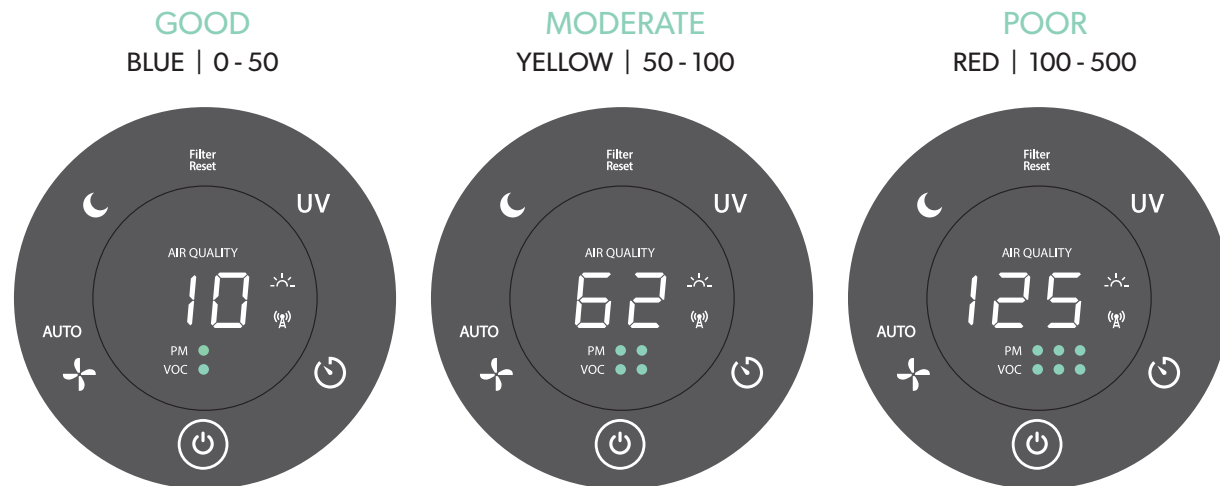 GOOD
BLUE | 0 - 50
Filter
Reset
UV
AIR QUALITY
10
AUTO
PM
VOC
MODERATE
YELLOW | 50 - 100
Filter
Reset
UV
AIR QUALITY
62
AUTO
PM
VOC
POOR
RED | 100 - 500
Filter
Reset
UV
AIR QUALITY
125
AUTO
PM
VOC